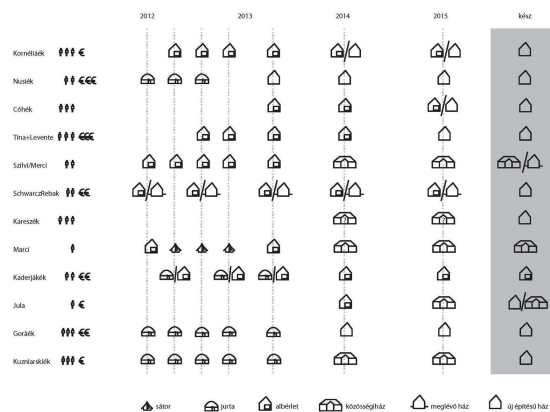 2012 2013 2014 2015 kész
Kornéliáék €
Nusiék €€€
Cóhék
Tina+Levente €€€
Szilvi/Merci
SchwarczRebak €€
Kareszék
Marci
Kaderjákék €€
Jula €
Goráék €€
Kuzniarskiék €
sátor jurta albérlet közösségiház meglévő ház új építésű ház